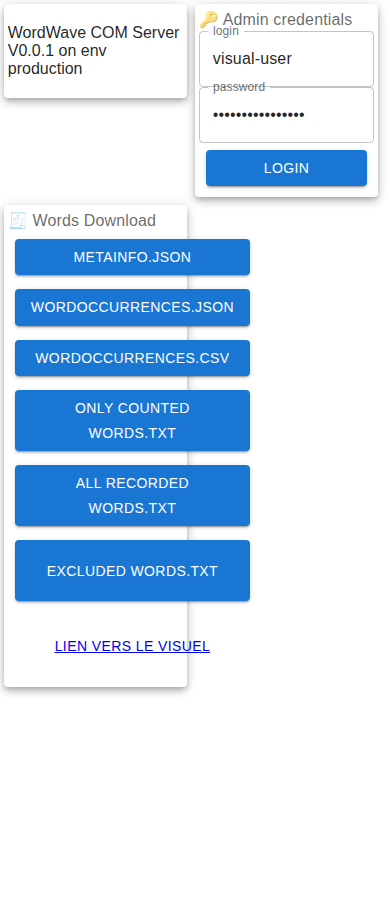 WordWave COM Server
V0.0.1 on env
production
🔑 Admin credentials
login
visual-user
password
••••••••••••••••
LOGIN
🧾 Words Download
METAINFO.JSON
WORDOCCURRENCES.JSON
WORDOCCURRENCES.CSV
ONLY COUNTED
WORDS.TXT
ALL RECORDED
WORDS.TXT
EXCLUDED WORDS.TXT
LIEN VERS LE VISUEL